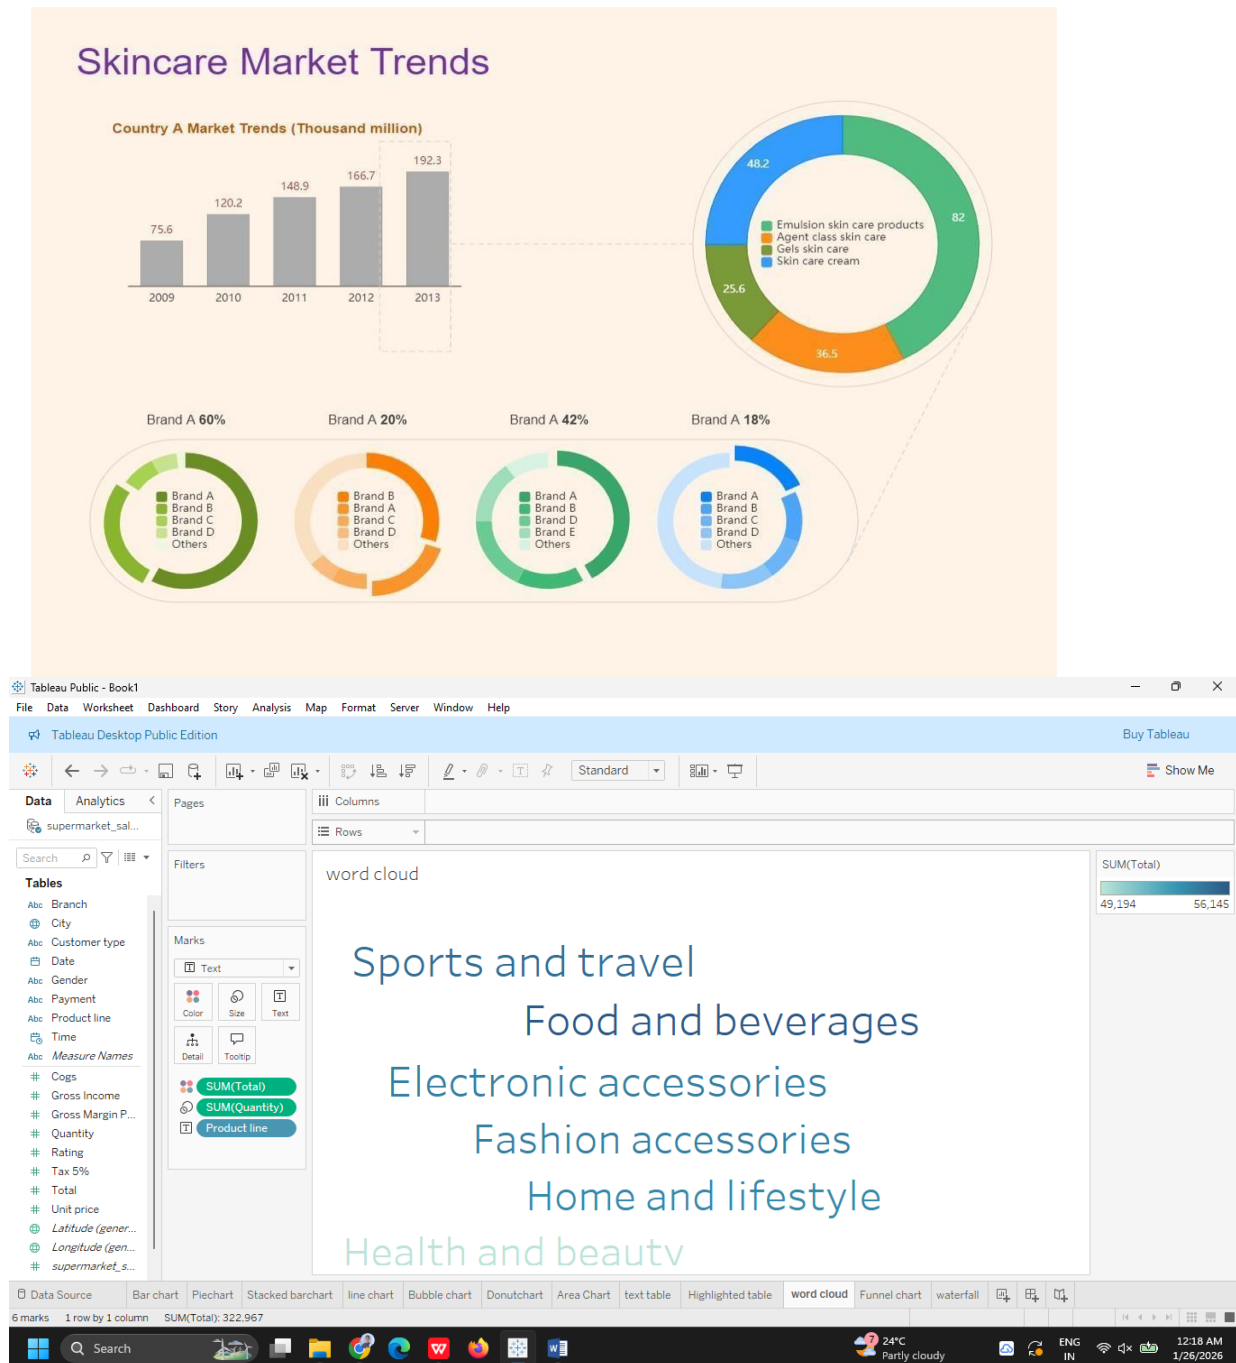 Skincare Market Trends
Country A Market Trends (Thousand million)
192.3
166.7
148.9
120.2
75.6
2009 2010 2011 2012 2013
48.2
82
25.6
36.5
Emulsion skin care products
Agent class skin care
Gels skin care
Skin care cream
Brand A 60%
Brand A 20%
Brand A 42%
Brand A 18%
Brand A
Brand B
Brand C
Brand D
Others
Brand B
Brand A
Brand C
Brand D
Others
Brand A
Brand B
Brand D
Brand E
Others
Brand A
Brand B
Brand C
Brand D
Others
Tableau Public - Book1
File Data Worksheet Dashboard Story Analysis Map Format Server Window Help
Tableau Desktop Public Edition
Buy Tableau
Standard
Show Me
Data Analytics
supermarket_sal...
Search
Tables
Abc Branch
City
Abc Customer type
Date
Abc Gender
Abc Payment
Abc Product line
Time
Abc Measure Names
# Cogs
# Gross Income
# Gross Margin P...
# Quantity
# Rating
# Tax 5%
# Total
# Unit price
Latitude (gener...
Longitude (gen...
# supermarket_s...
Pages
Filters
Marks
T Text
Color Size Text
Detail Tooltip
SUM(Total)
SUM(Quantity)
T Product line
iii Columns
Rows
word cloud
Sports and travel
Food and beverages
Electronic accessories
Fashion accessories
Home and lifestyle
Health and beauty
SUM(Total)
49,194 56,145
Data Source Bar chart Piechart Stacked barchart line chart Bubble chart Donutchart Area Chart text table Highlighted table word cloud Funnel chart waterfall
6 marks 1 row by 1 column SUM(Total): 322,967
Search
W
W
7
24°C
Partly cloudy
ENG
IN
12:18 AM
1/26/2026